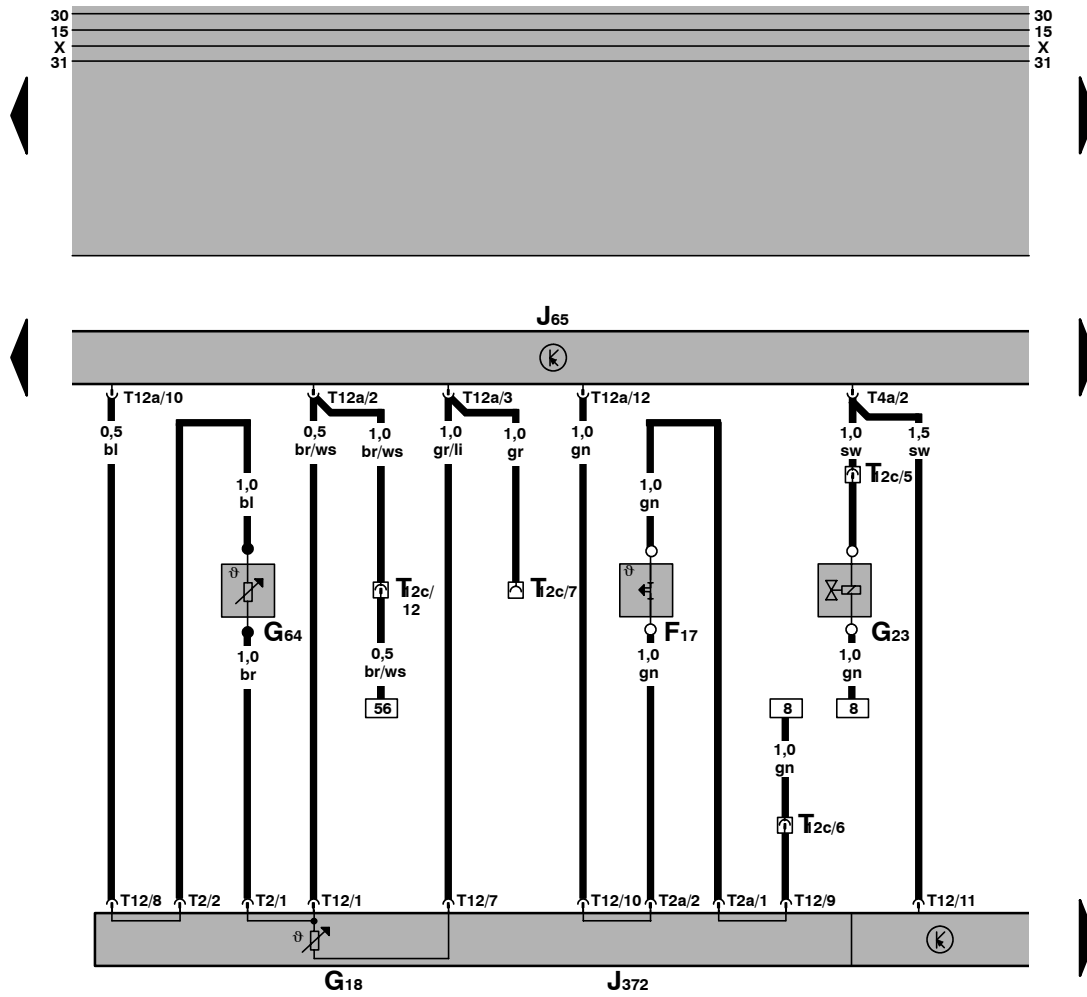 30 30
15 15
X X
31 31
J65
T12a/10 T12a/2 T12a/3 T12a/12 T4a/2
0,5 0,5 1,0 1,0 1,0 1,0 1,0 1,5
bl br/ws br/ws gr/li gr gn sw sw
T12c/5
1,0 1,0
bl gn
ϑ ϑ
T12c/ T12c/7
12
G64 F17 G23
1,0 0,5 1,0 1,0
br br/ws gn gn
56 8 8
1,0
gn
T12c/6
T12/8 T2/2 T2/1 T12/1 T12/7 T12/10 T2a/2 T2a/1 T12/9 T12/11
ϑ
G18 J372